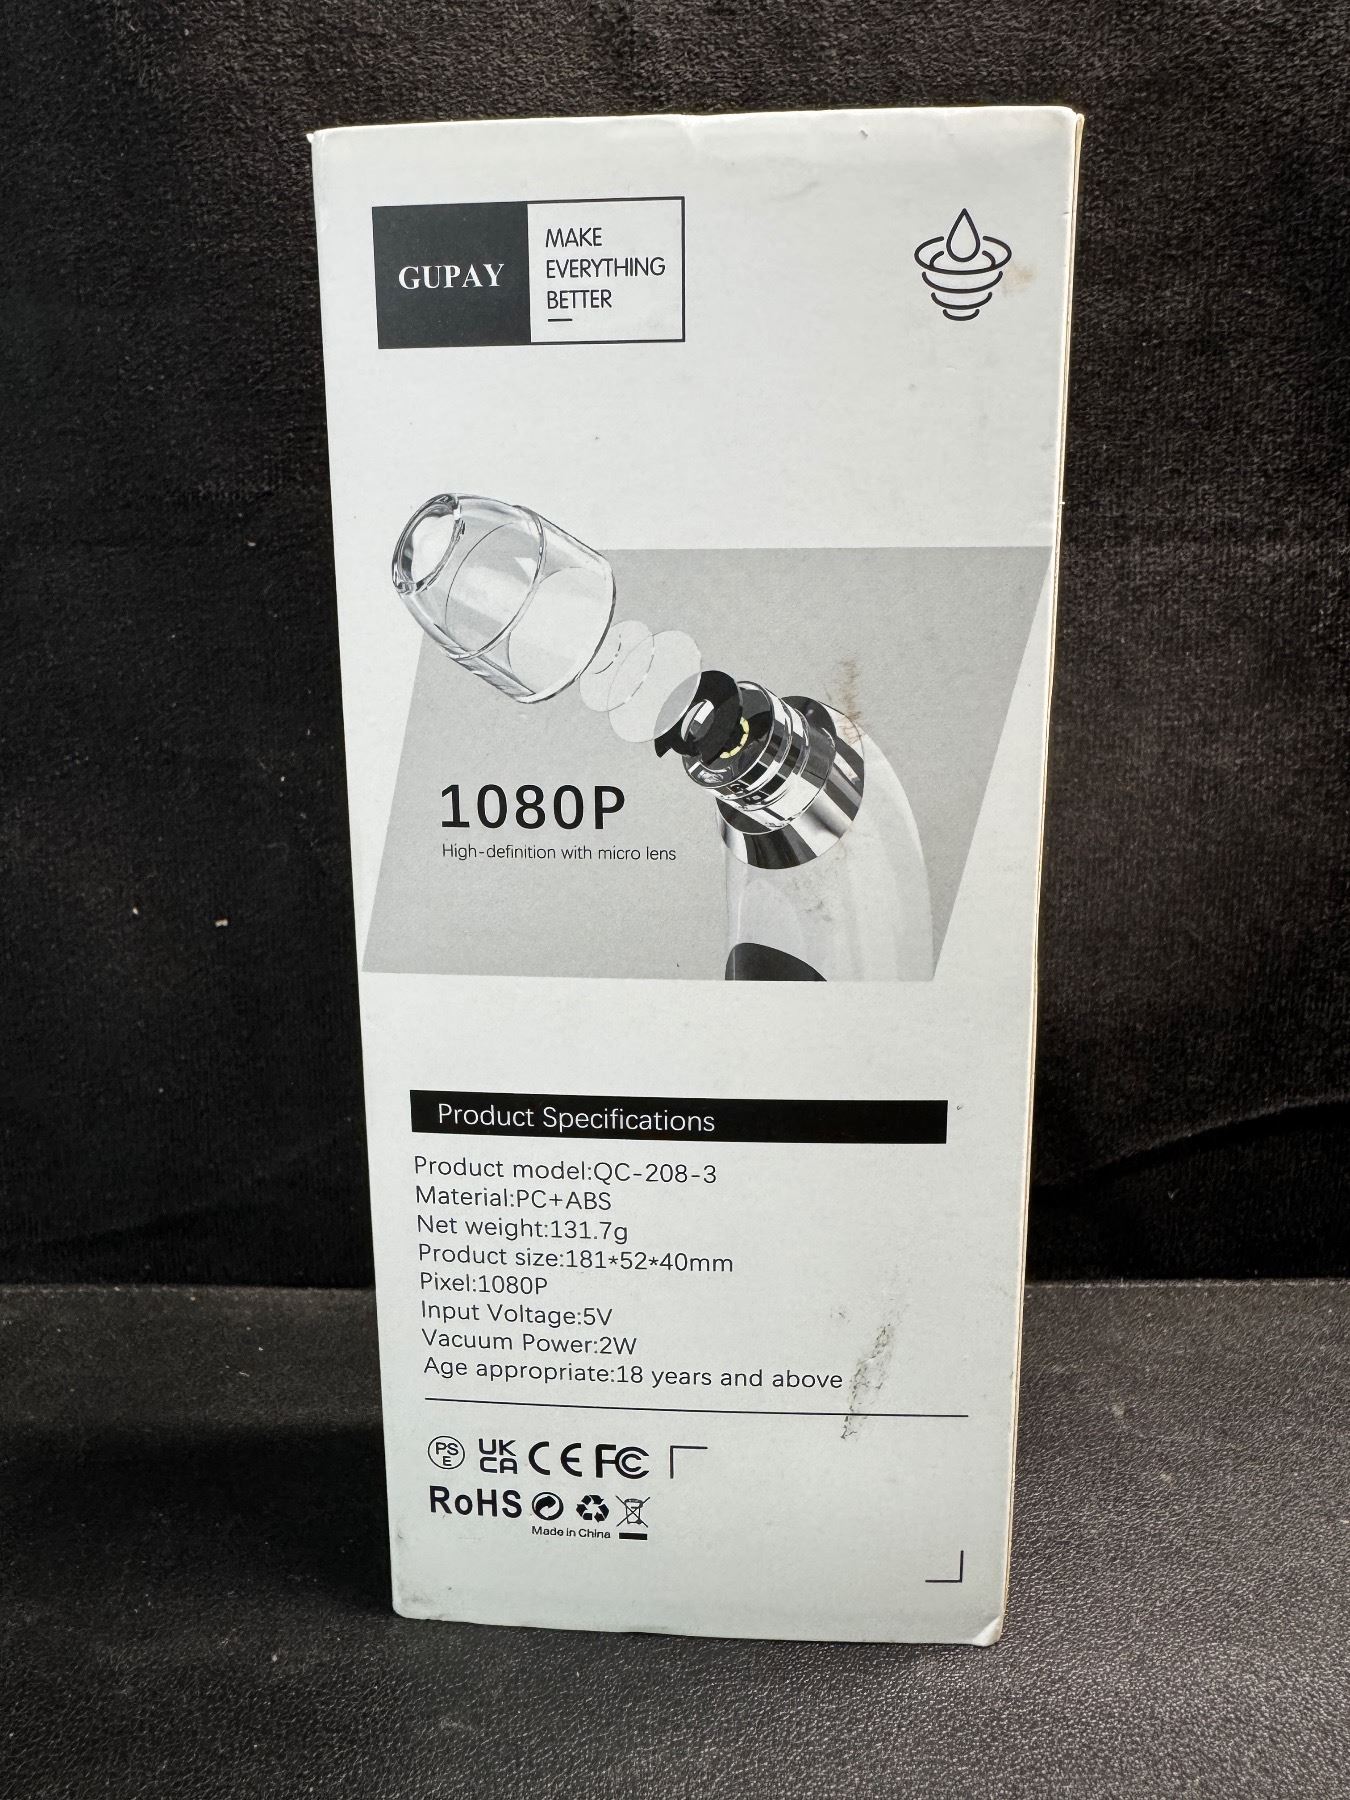 GUPAY
MAKE
EVERYTHING
BETTER
1080P
High-definition with micro lens
Product Specifications
Product model:QC-208-3
Material:PC+ABS
Net weight:131.7g
Product size:181*52*40mm
Pixel:1080P
Input Voltage:5V
Vacuum Power:2W
Age appropriate:18 years and above
PS E UK CA CE FC
RoHS
Made in China